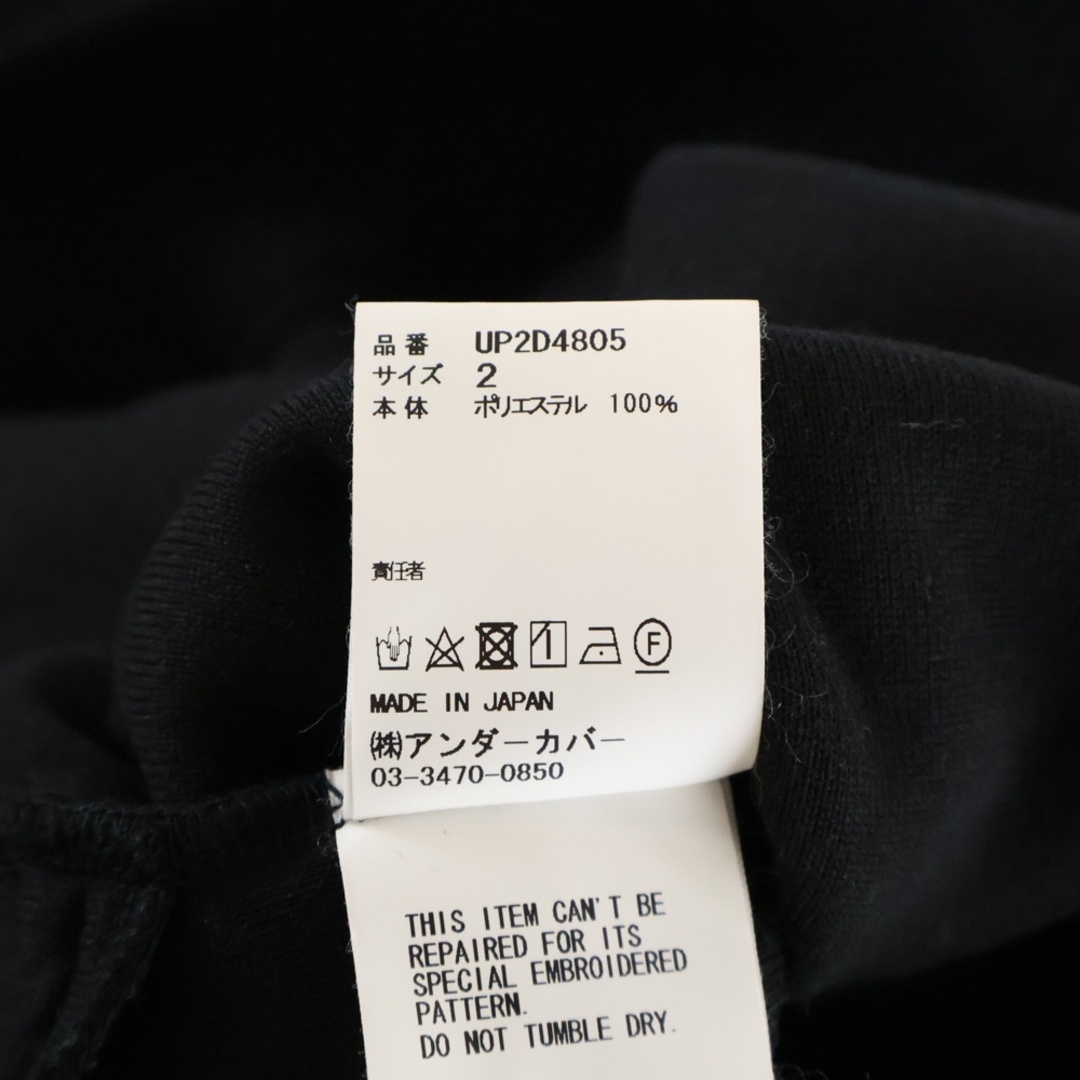 品番 UP2D4805
サイズ 2
本体 ポリエステル 100%
責任者
F
MADE IN JAPAN
㈱アンダーカバー
03-3470-0850
THIS ITEM CAN'T BE
REPAIRED FOR ITS
SPECIAL EMBROIDERED
PATTERN.
DO NOT TUMBLE DRY.